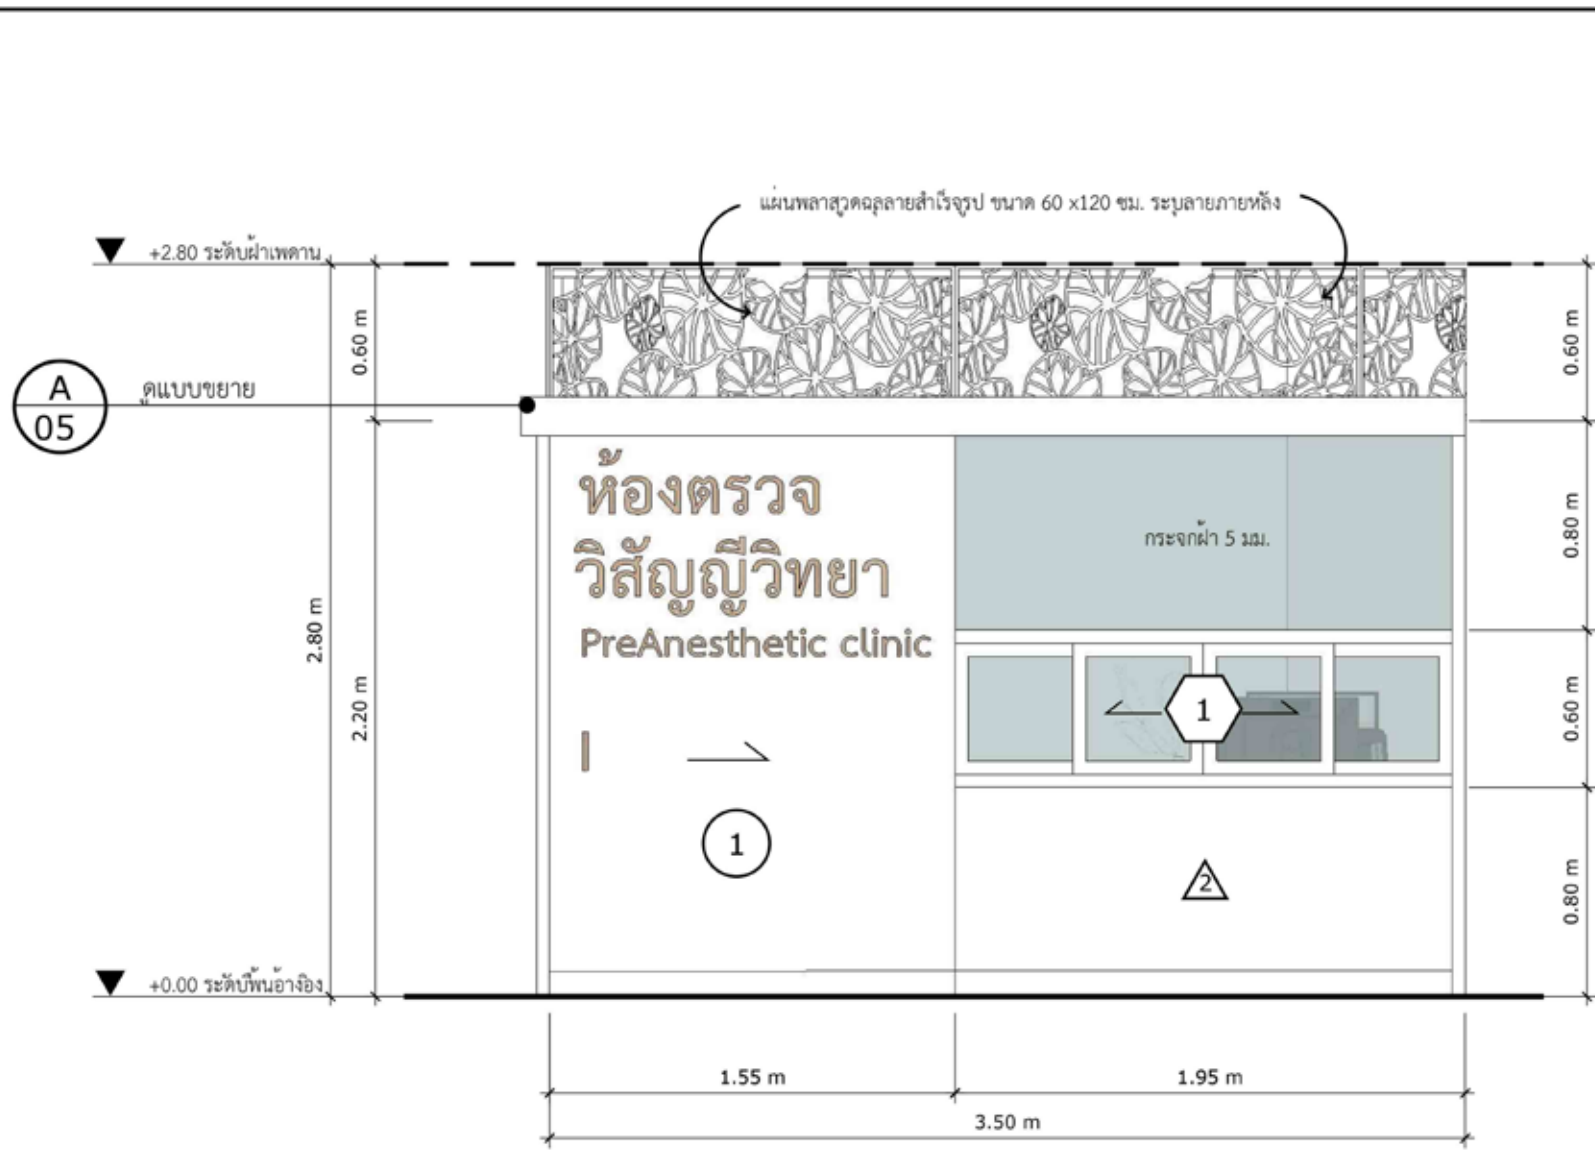 แผ่นพลาสวูดฉลุลายสำเร็จรูป ขนาด 60 x120 ซม. ระบุลายภายหลัง
+2.80 ระดับฝ้าเพดาน
0.60 m
0.60 m
A
05
ดูแบบขยาย
ห้องตรวจ
วิสัญญีวิทยา
PreAnesthetic clinic
กระจกฝ้า 5 มม.
0.80 m
2.80 m
2.20 m
0.60 m
1
1
2
0.80 m
+0.00 ระดับพื้นอ้างอิง
1.55 m
1.95 m
3.50 m